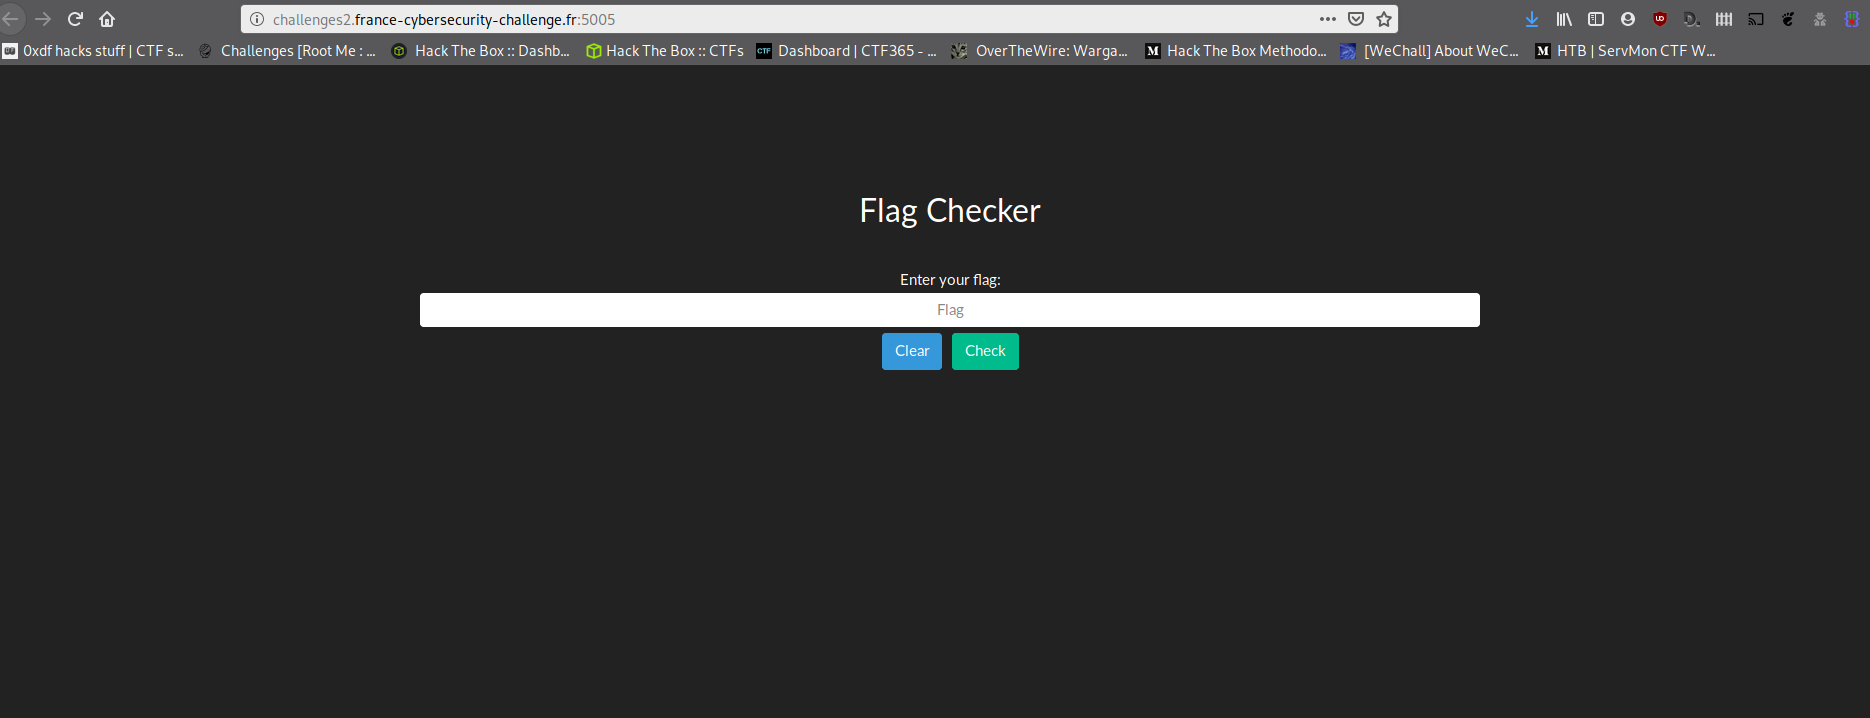 challenges2.france-cybersecurity-challenge.fr:5005
0xdf hacks stuff | CTF s... Challenges [Root Me : ... Hack The Box :: Dashb... Hack The Box :: CTFs CTF Dashboard | CTF365 - ... OverTheWire: Warga... M Hack The Box Methodo... [WeChall] About WeC... M HTB | ServMon CTF W...
Flag Checker
Enter your flag:
Flag
Clear Check